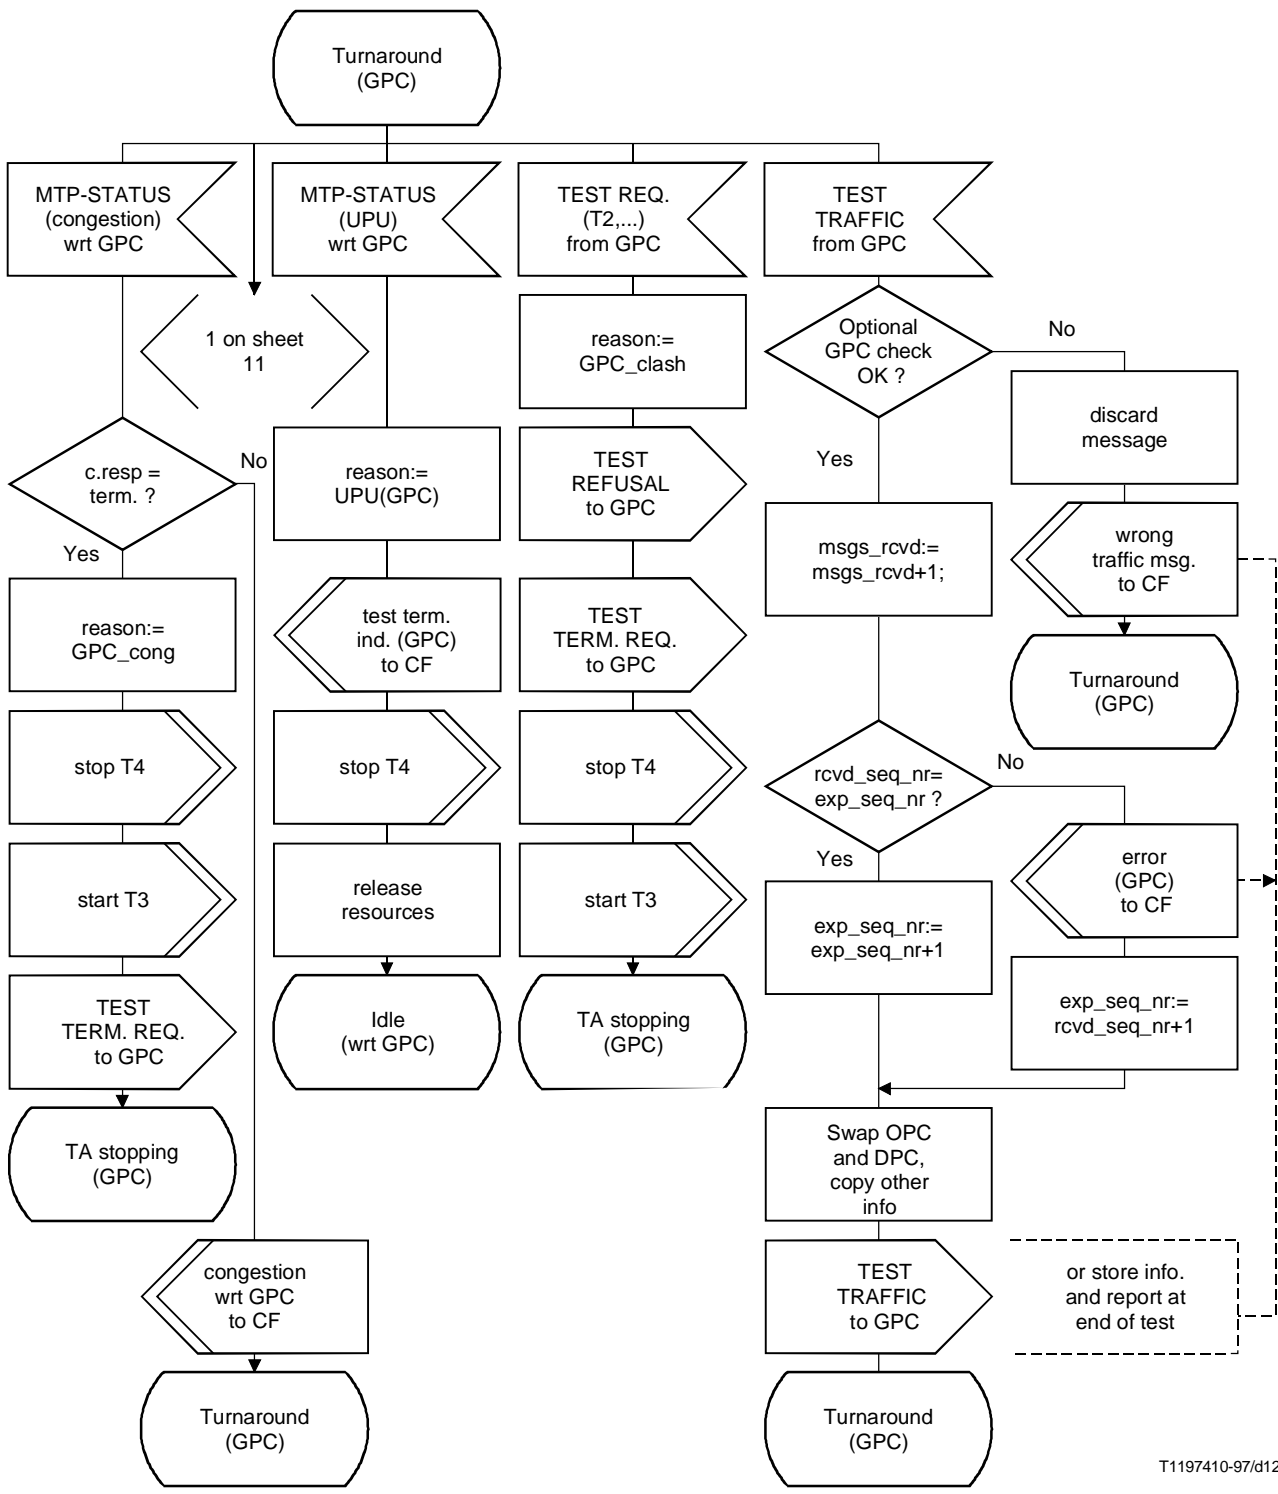 Turnaround
(GPC)
MTP-STATUS
(congestion)
wrt GPC
MTP-STATUS
(UPU)
wrt GPC
TEST REQ.
(T2,...)
from GPC
TEST
TRAFFIC
from GPC
1 on sheet
11
reason:=
GPC_clash
Optional
GPC check
OK ?
No
discard
message
c.resp =
term. ?
No
Yes
reason:=
UPU(GPC)
TEST
REFUSAL
to GPC
Yes
msgs_rcvd:=
msgs_rcvd+1;
wrong
traffic msg.
to CF
reason:=
GPC_cong
test term.
ind. (GPC)
to CF
TEST
TERM. REQ.
to GPC
Turnaround
(GPC)
stop T4
stop T4
stop T4
rcvd_seq_nr=
exp_seq_nr ?
No
Yes
start T3
release
resources
start T3
exp_seq_nr:=
exp_seq_nr+1
error
(GPC)
to CF
TEST
TERM. REQ.
to GPC
Idle
(wrt GPC)
TA stopping
(GPC)
exp_seq_nr:=
rcvd_seq_nr+1
TA stopping
(GPC)
Swap OPC
and DPC,
copy other
info
congestion
wrt GPC
to CF
TEST
TRAFFIC
to GPC
or store info.
and report at
end of test
Turnaround
(GPC)
Turnaround
(GPC)
T1197410-97/d12